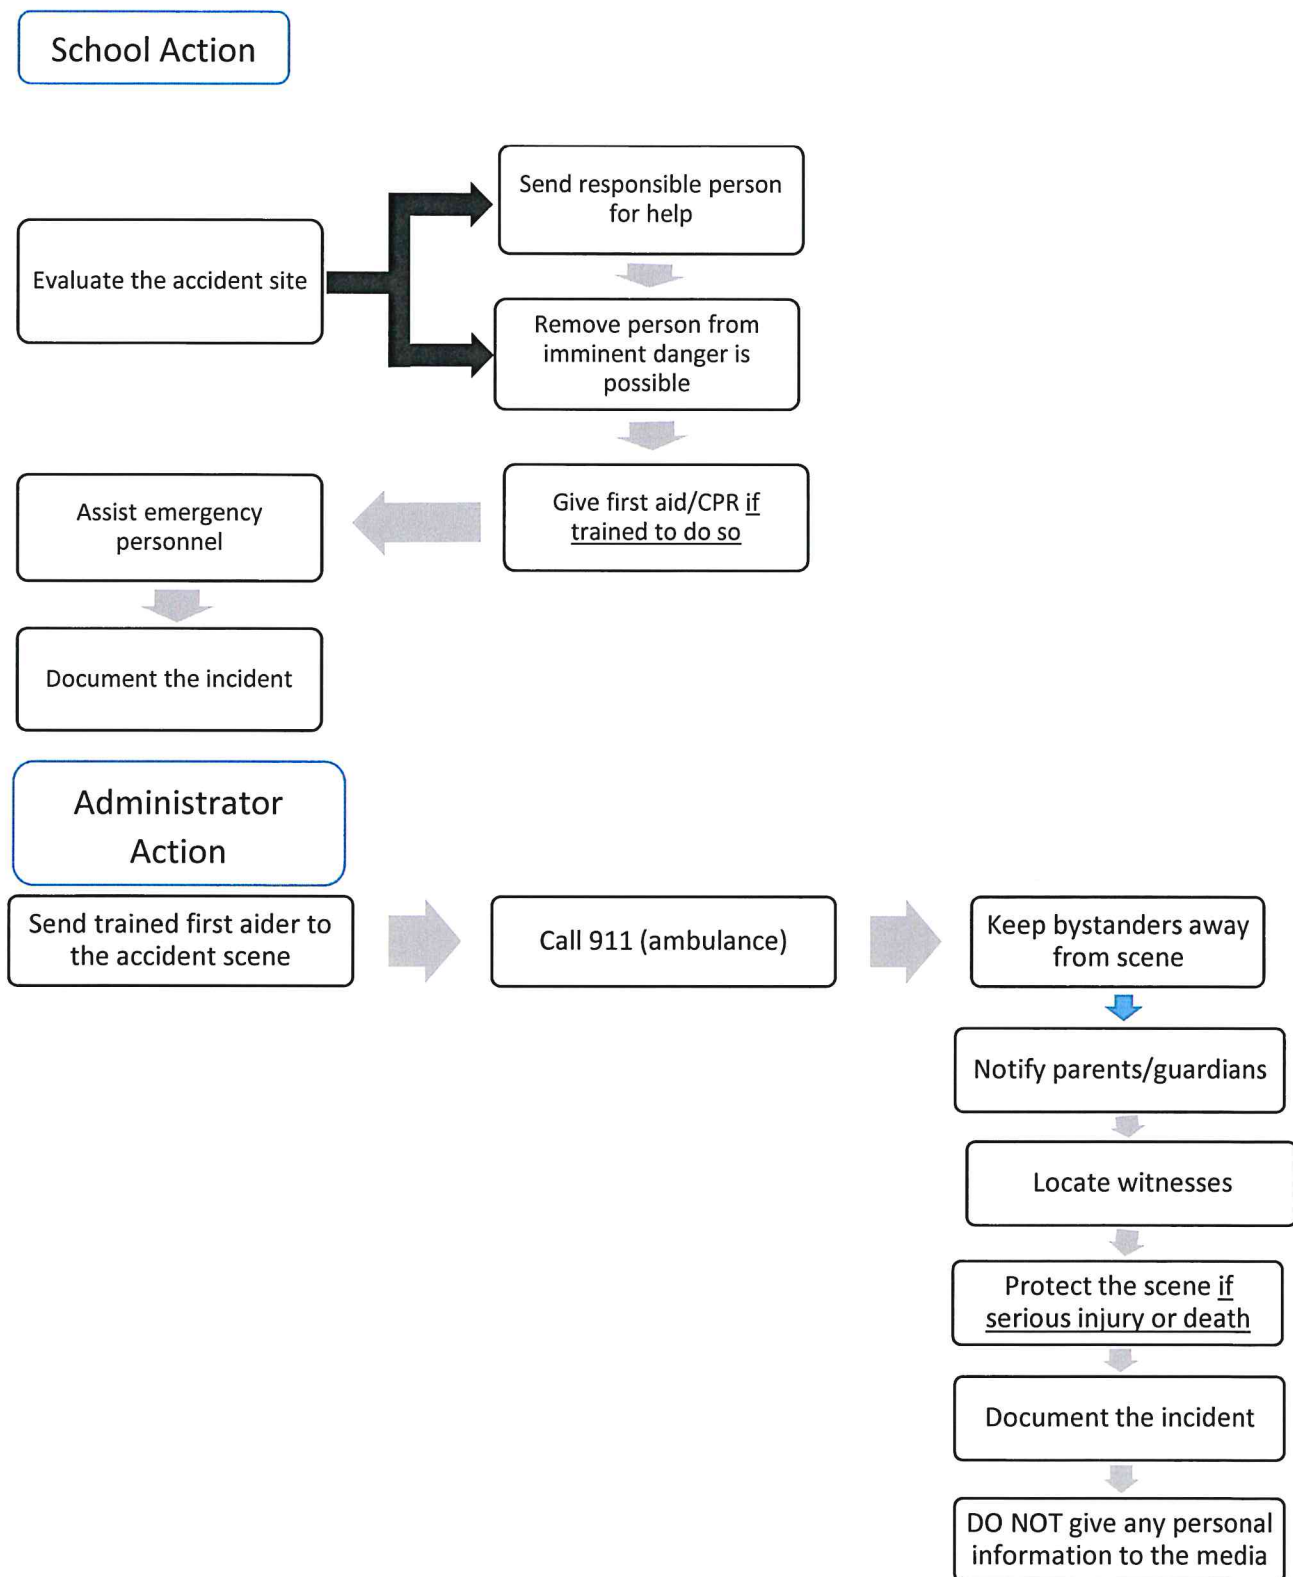 School Action
Send responsible person
for help
Evaluate the accident site
Remove person from
imminent danger is
possible
Give first aid/CPR if
trained to do so
Assist emergency
personnel
Document the incident
Administrator
Action
Send trained first aider to
the accident scene
Call 911 (ambulance)
Keep bystanders away
from scene
Notify parents/guardians
Locate witnesses
Protect the scene if
serious injury or death
Document the incident
DO NOT give any personal
information to the media